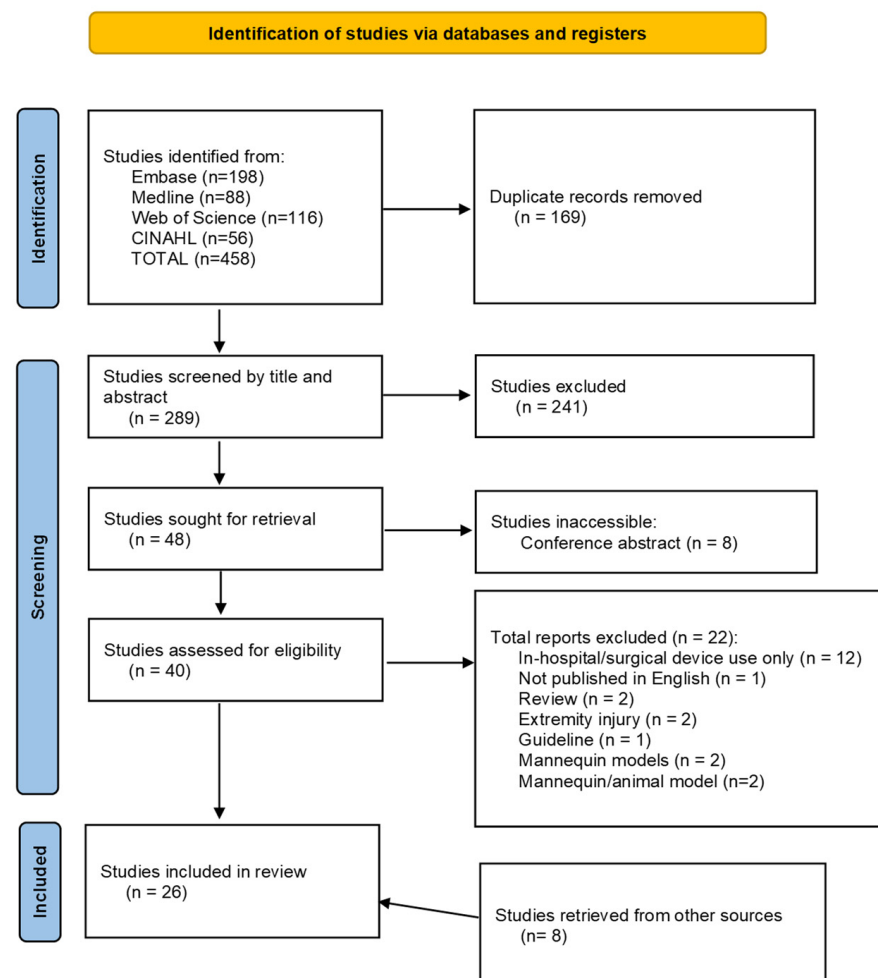 Identification of studies via databases and registers
Identification
Studies identified from:
Embase (n=198)
Medline (n=88)
Web of Science (n=116)
CINAHL (n=56)
TOTAL (n=458)
Duplicate records removed
(n = 169)
Screening
Studies screened by title and
abstract
(n = 289)
Studies excluded
(n = 241)
Studies sought for retrieval
(n = 48)
Studies inaccessible:
Conference abstract (n = 8)
Studies assessed for eligibility
(n = 40)
Total reports excluded (n = 22):
In-hospital/surgical device use only (n = 12)
Not published in English (n = 1)
Review (n = 2)
Extremity injury (n = 2)
Guideline (n = 1)
Mannequin models (n = 2)
Mannequin/animal model (n=2)
Included
Studies included in review
(n = 26)
Studies retrieved from other sources
(n= 8)